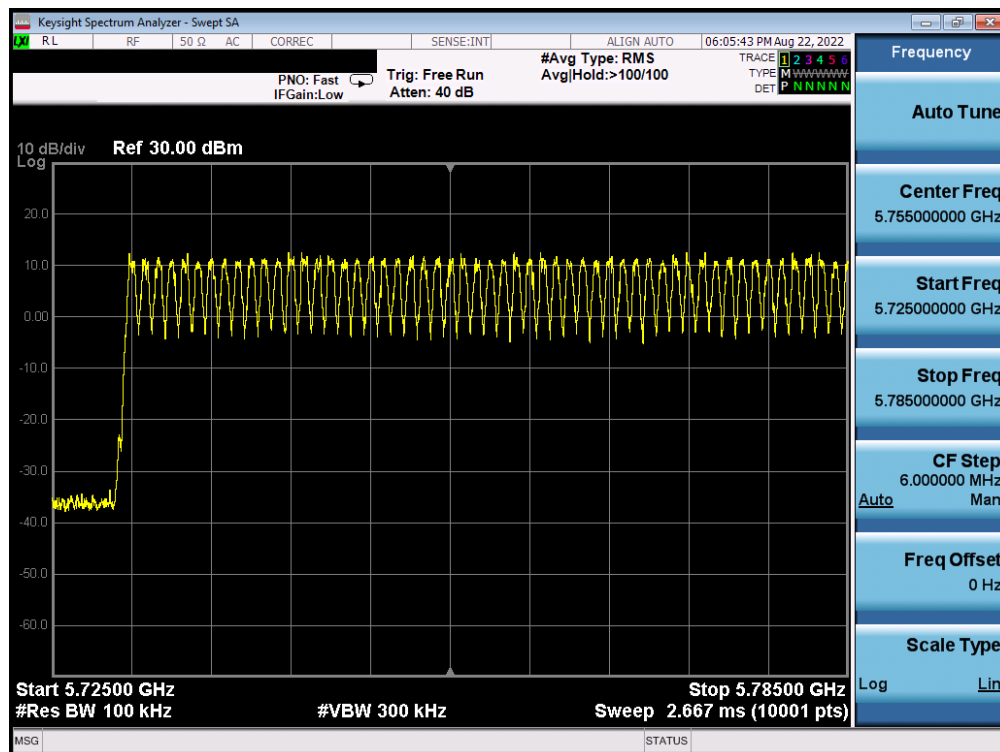 Keysight Spectrum Analyzer - Swept SA
LXI RL RF 50 Ω AC CORREC SENSE:INT ALIGN AUTO 06:05:43 PM Aug 22, 2022
PNO: Fast
IFGain:Low
Trig: Free Run
Atten: 40 dB
#Avg Type: RMS
Avg|Hold:>100/100
TRACE 1 2 3 4 5 6
TYPE M W W W W W
DET P N N N N N
10 dB/div Ref 30.00 dBm
Log
20.0
10.0
0.00
-10.0
-20.0
-30.0
-40.0
-50.0
-60.0
Start 5.72500 GHz Stop 5.78500 GHz
#Res BW 100 kHz #VBW 300 kHz Sweep 2.667 ms (10001 pts)
MSG STATUS
Frequency
Auto Tune
Center Freq
5.755000000 GHz
Start Freq
5.725000000 GHz
Stop Freq
5.785000000 GHz
CF Step
6.000000 MHz
Auto Man
Freq Offset
0 Hz
Scale Type
Log Lin